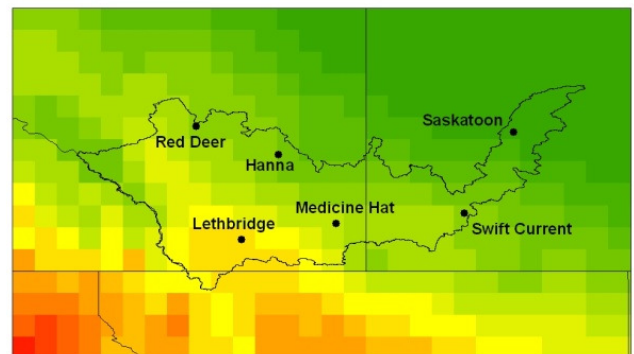 Saskatoon
Red Deer
Hanna
Medicine Hat
Lethbridge
Swift Current